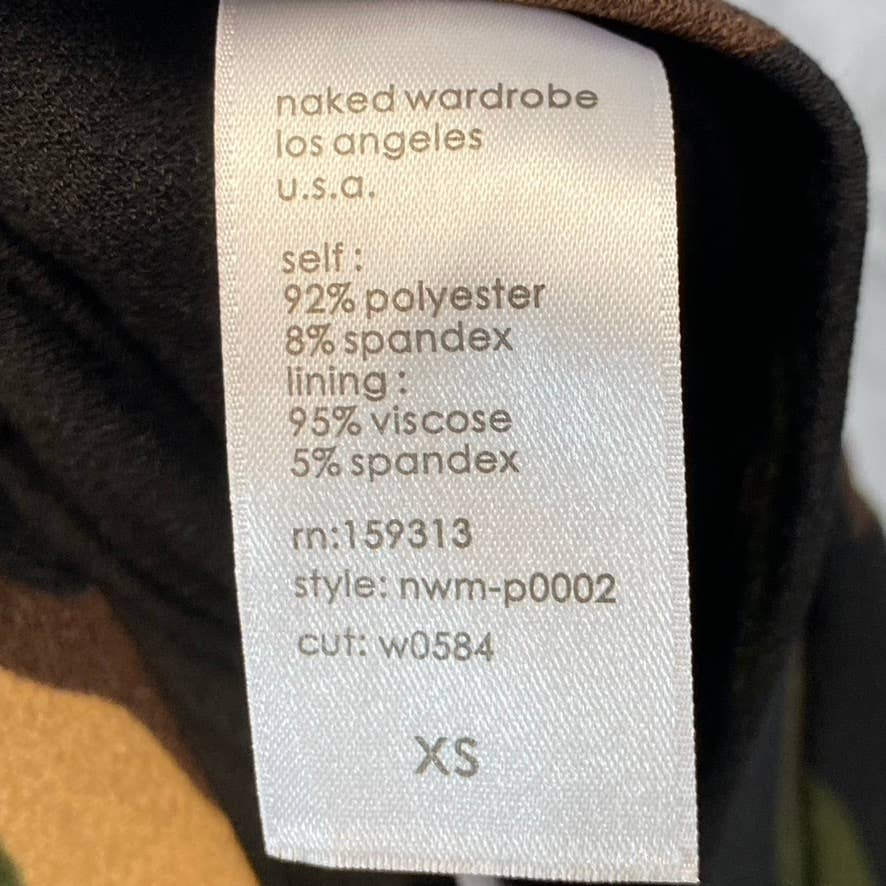 naked wardrobe
los angeles
u.s.a.
self :
92% polyester
8% spandex
lining :
95% viscose
5% spandex
rn:159313
style: nwm-p0002
cut: w0584
XS